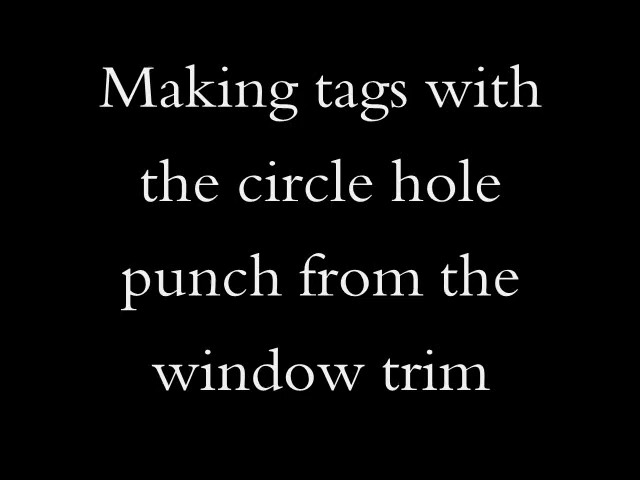 Making tags with
the circle hole
punch from the
window trim